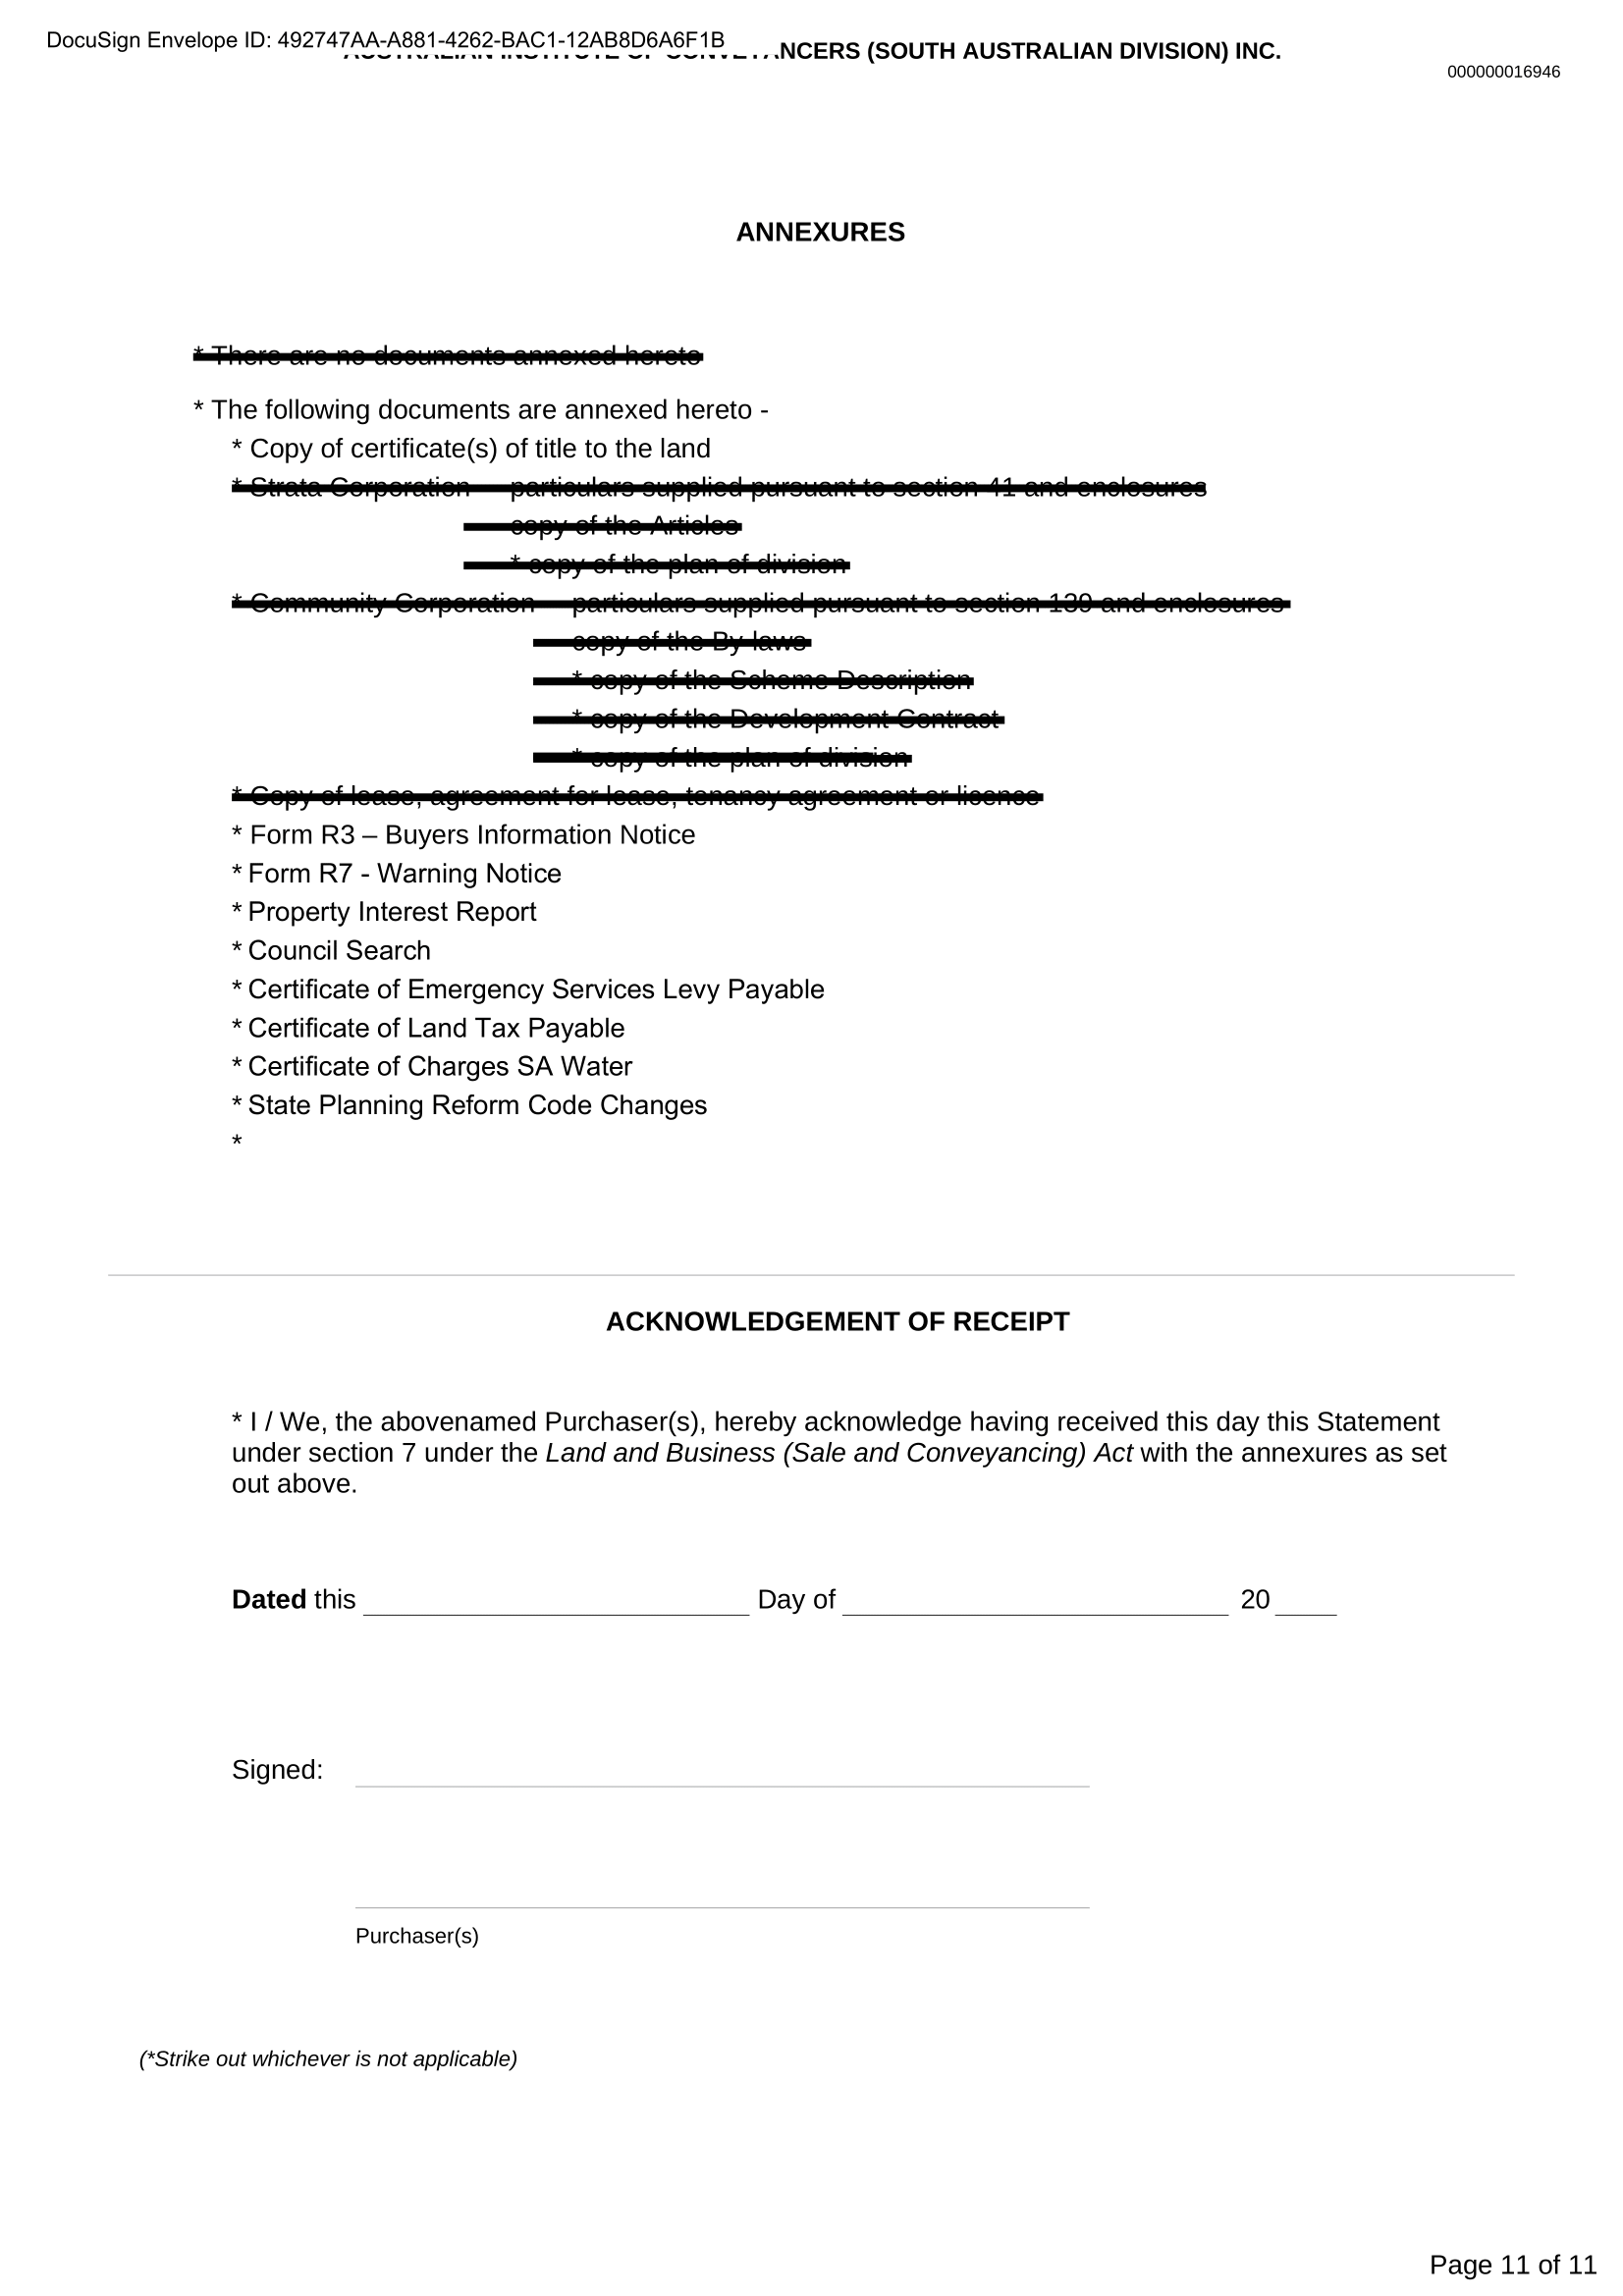 DocuSign Envelope ID: 492747AA-A881-4262-BAC1-12AB8D6A6F1B
AUSTRALIAN INSTITUTE OF CONVEYANCERS (SOUTH AUSTRALIAN DIVISION) INC.
000000016946
ANNEXURES
* There are no documents annexed hereto
* The following documents are annexed hereto -
* Copy of certificate(s) of title to the land
* Strata Corporation - particulars supplied pursuant to section 41 and enclosures
- copy of the Articles
* copy of the plan of division
* Community Corporation - particulars supplied pursuant to section 139 and enclosures
- copy of the By-laws
* copy of the Scheme Description
* copy of the Development Contract
* copy of the plan of division
* Copy of lease, agreement for lease, tenancy agreement or licence
* Form R3 – Buyers Information Notice
* Form R7 - Warning Notice
* Property Interest Report
* Council Search
* Certificate of Emergency Services Levy Payable
* Certificate of Land Tax Payable
* Certificate of Charges SA Water
* State Planning Reform Code Changes
*
ACKNOWLEDGEMENT OF RECEIPT
* I / We, the abovenamed Purchaser(s), hereby acknowledge having received this day this Statement
under section 7 under the Land and Business (Sale and Conveyancing) Act with the annexures as set
out above.
Dated this Day of 20
Signed:
Purchaser(s)
(*Strike out whichever is not applicable)
Page 11 of 11